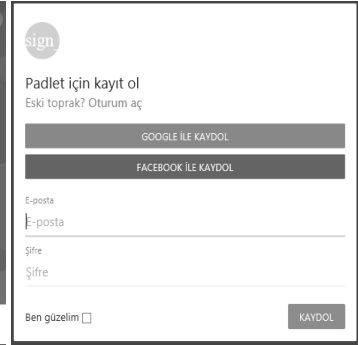 sign
Padlet için kayıt ol
Eski toprak? Oturum aç
GOOGLE İLE KAYDOL
FACEBOOK İLE KAYDOL
E-posta
E-posta
Şifre
Şifre
Ben güzelim
KAYDOL